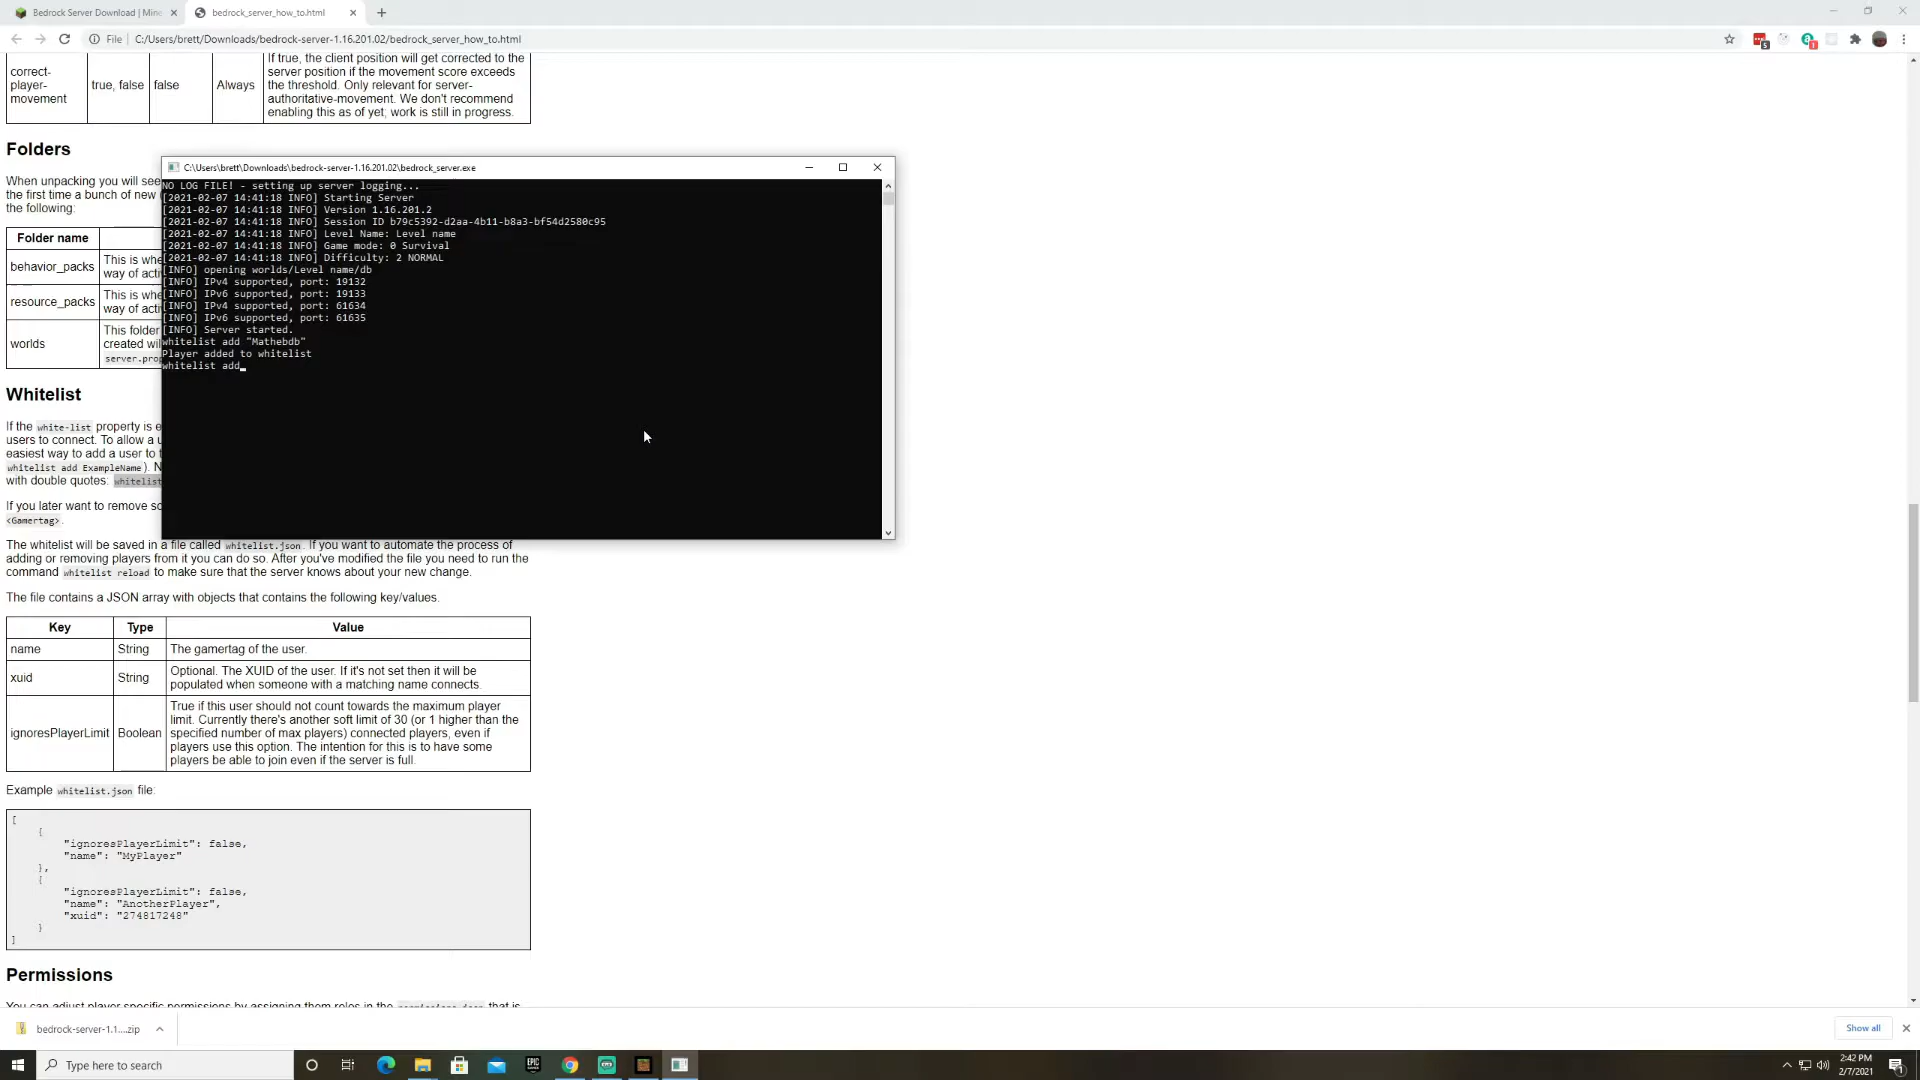 Bedrock Server Download | Mine
bedrock_server_how_to.html
File
C:/Users/brett/Downloads/bedrock-server-1.16.201.02/bedrock_server_how_to.html
correct-
player-
movement
true, false
false
Always
If true, the client position will get corrected to the
server position if the movement score exceeds
the threshold. Only relevant for server-
authoritative-movement. We don't recommend
enabling this as of yet; work is still in progress.
Folders
When unpacking you will see
the first time a bunch of new
the following:
Folder name
behavior_packs
This is whe
way of acti
resource_packs
This is whe
way of acti
worlds
This folder
created wil
server.prop
C:\Users\brett\Downloads\bedrock-server-1.16.201.02\bedrock_server.exe
NO LOG FILE! - setting up server logging...
[2021-02-07 14:41:18 INFO] Starting Server
[2021-02-07 14:41:18 INFO] Version 1.16.201.2
[2021-02-07 14:41:18 INFO] Session ID b79c5392-d2aa-4b11-b8a3-bf54d2580c95
[2021-02-07 14:41:18 INFO] Level Name: Level name
[2021-02-07 14:41:18 INFO] Game mode: 0 Survival
[2021-02-07 14:41:18 INFO] Difficulty: 2 NORMAL
[INFO] opening worlds/Level name/db
[INFO] IPv4 supported, port: 19132
[INFO] IPv6 supported, port: 19133
[INFO] IPv4 supported, port: 61634
[INFO] IPv6 supported, port: 61635
[INFO] Server started.
whitelist add "Mathebdb"
Player added to whitelist
whitelist add
Whitelist
If the white-list property is e
users to connect. To allow a u
easiest way to add a user to t
whitelist add ExampleName). N
with double quotes: whitelist
If you later want to remove so
<Gamertag>.
The whitelist will be saved in a file called whitelist.json. If you want to automate the process of
adding or removing players from it you can do so. After you've modified the file you need to run the
command whitelist reload to make sure that the server knows about your new change.
The file contains a JSON array with objects that contains the following key/values.
Key
Type
Value
name
String
The gamertag of the user.
xuid
String
Optional. The XUID of the user. If it's not set then it will be
populated when someone with a matching name connects.
ignoresPlayerLimit
Boolean
True if this user should not count towards the maximum player
limit. Currently there's another soft limit of 30 (or 1 higher than the
specified number of max players) connected players, even if
players use this option. The intention for this is to have some
players be able to join even if the server is full.
Example whitelist.json file:
[
{
"ignoresPlayerLimit": false,
"name": "MyPlayer"
},
{
"ignoresPlayerLimit": false,
"name": "AnotherPlayer",
"xuid": "274817248"
}
]
Permissions
You can adjust player specific permissions by assigning them roles in the permissions.json that is
bedrock-server-1.1....zip
Show all
Type here to search
EPIC
2:42 PM
2/7/2021